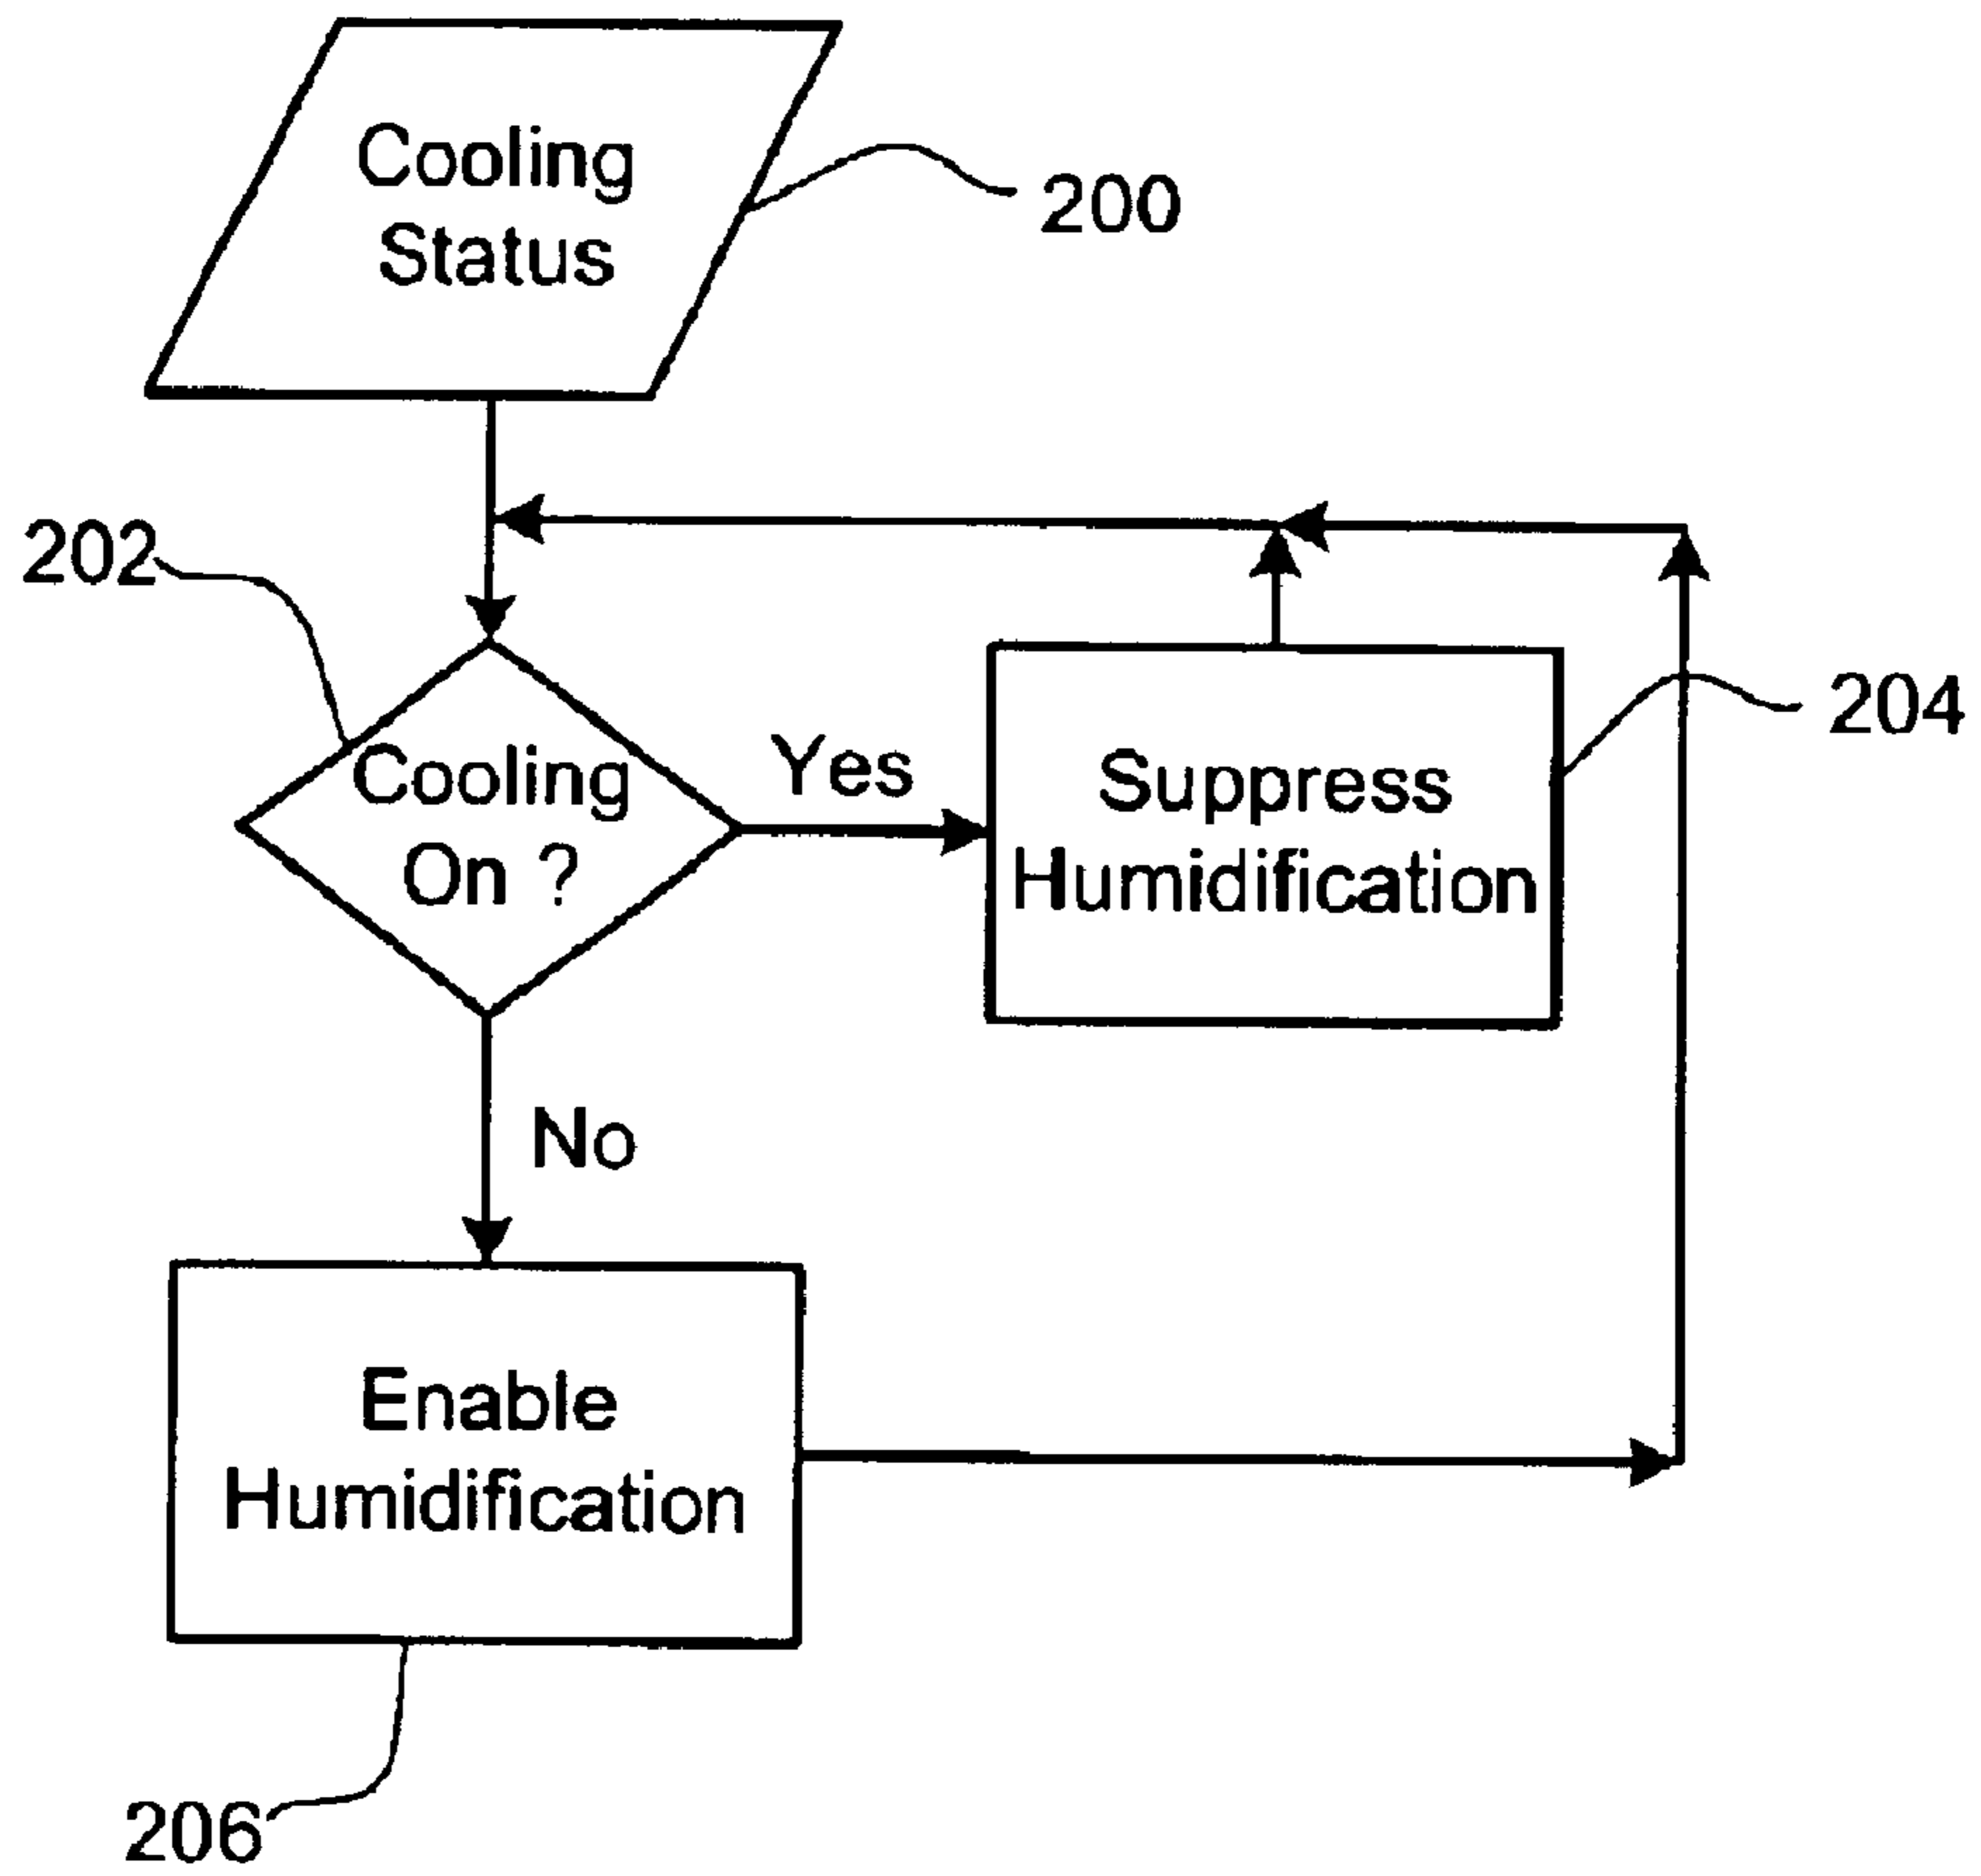 Cooling
Status
200
202
Cooling
On ?
Yes
Suppress
Humidification
204
No
Enable
Humidification
206